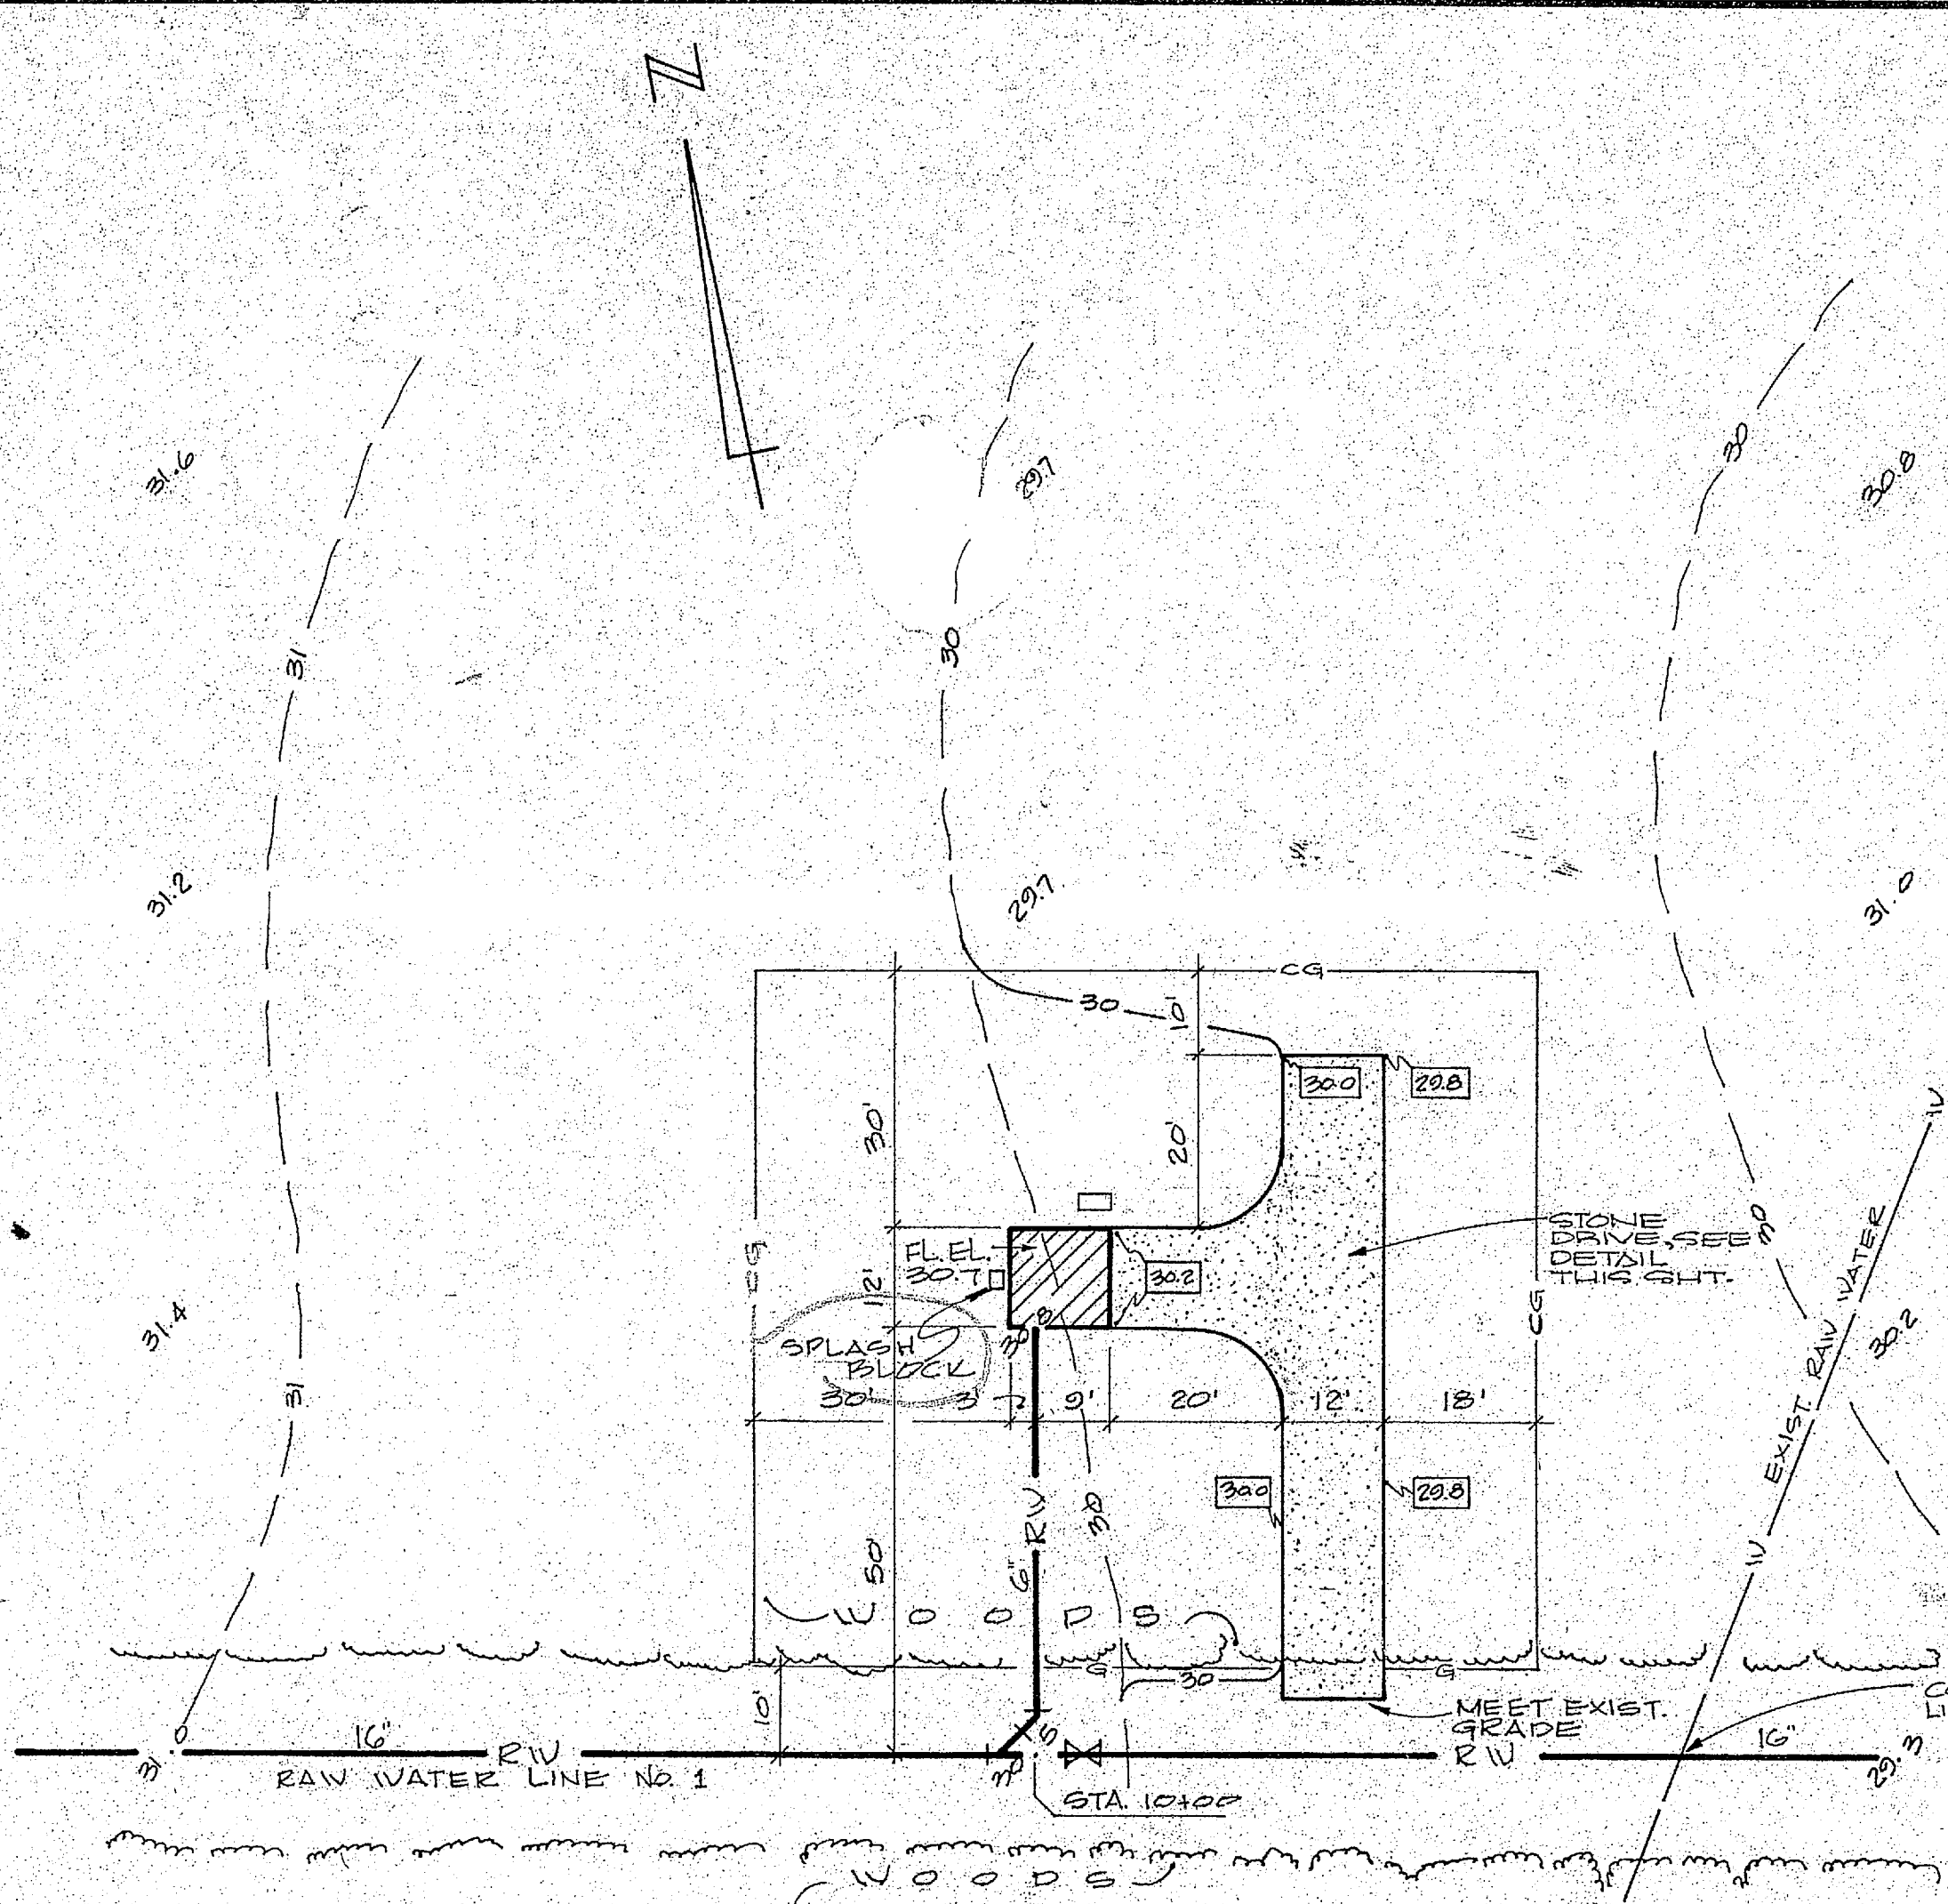 N
31.6
29.7
30
30.8
31
30
31.2
29.7
31.0
CG
30
10'
30.0
29.8
30'
20'
FL. EL.
30.7
12'
30.2
CG
CG
STONE
DRIVE, SEE
DETAIL
THIS SHT.
30
W
EXIST. RAW WATER
W
31.4
30.8
SPLASH
BLOCK
30.2
31
30'
3'
9'
20'
12'
18'
30.0
29.8
RW
30
50'
6"
WOODS
G
30
G
10'
MEET EXIST.
GRADE
31.0
16"
RW
30.5
RW
16"
29.3
RAW WATER LINE NO. 1
STA. 10+00
WOODS